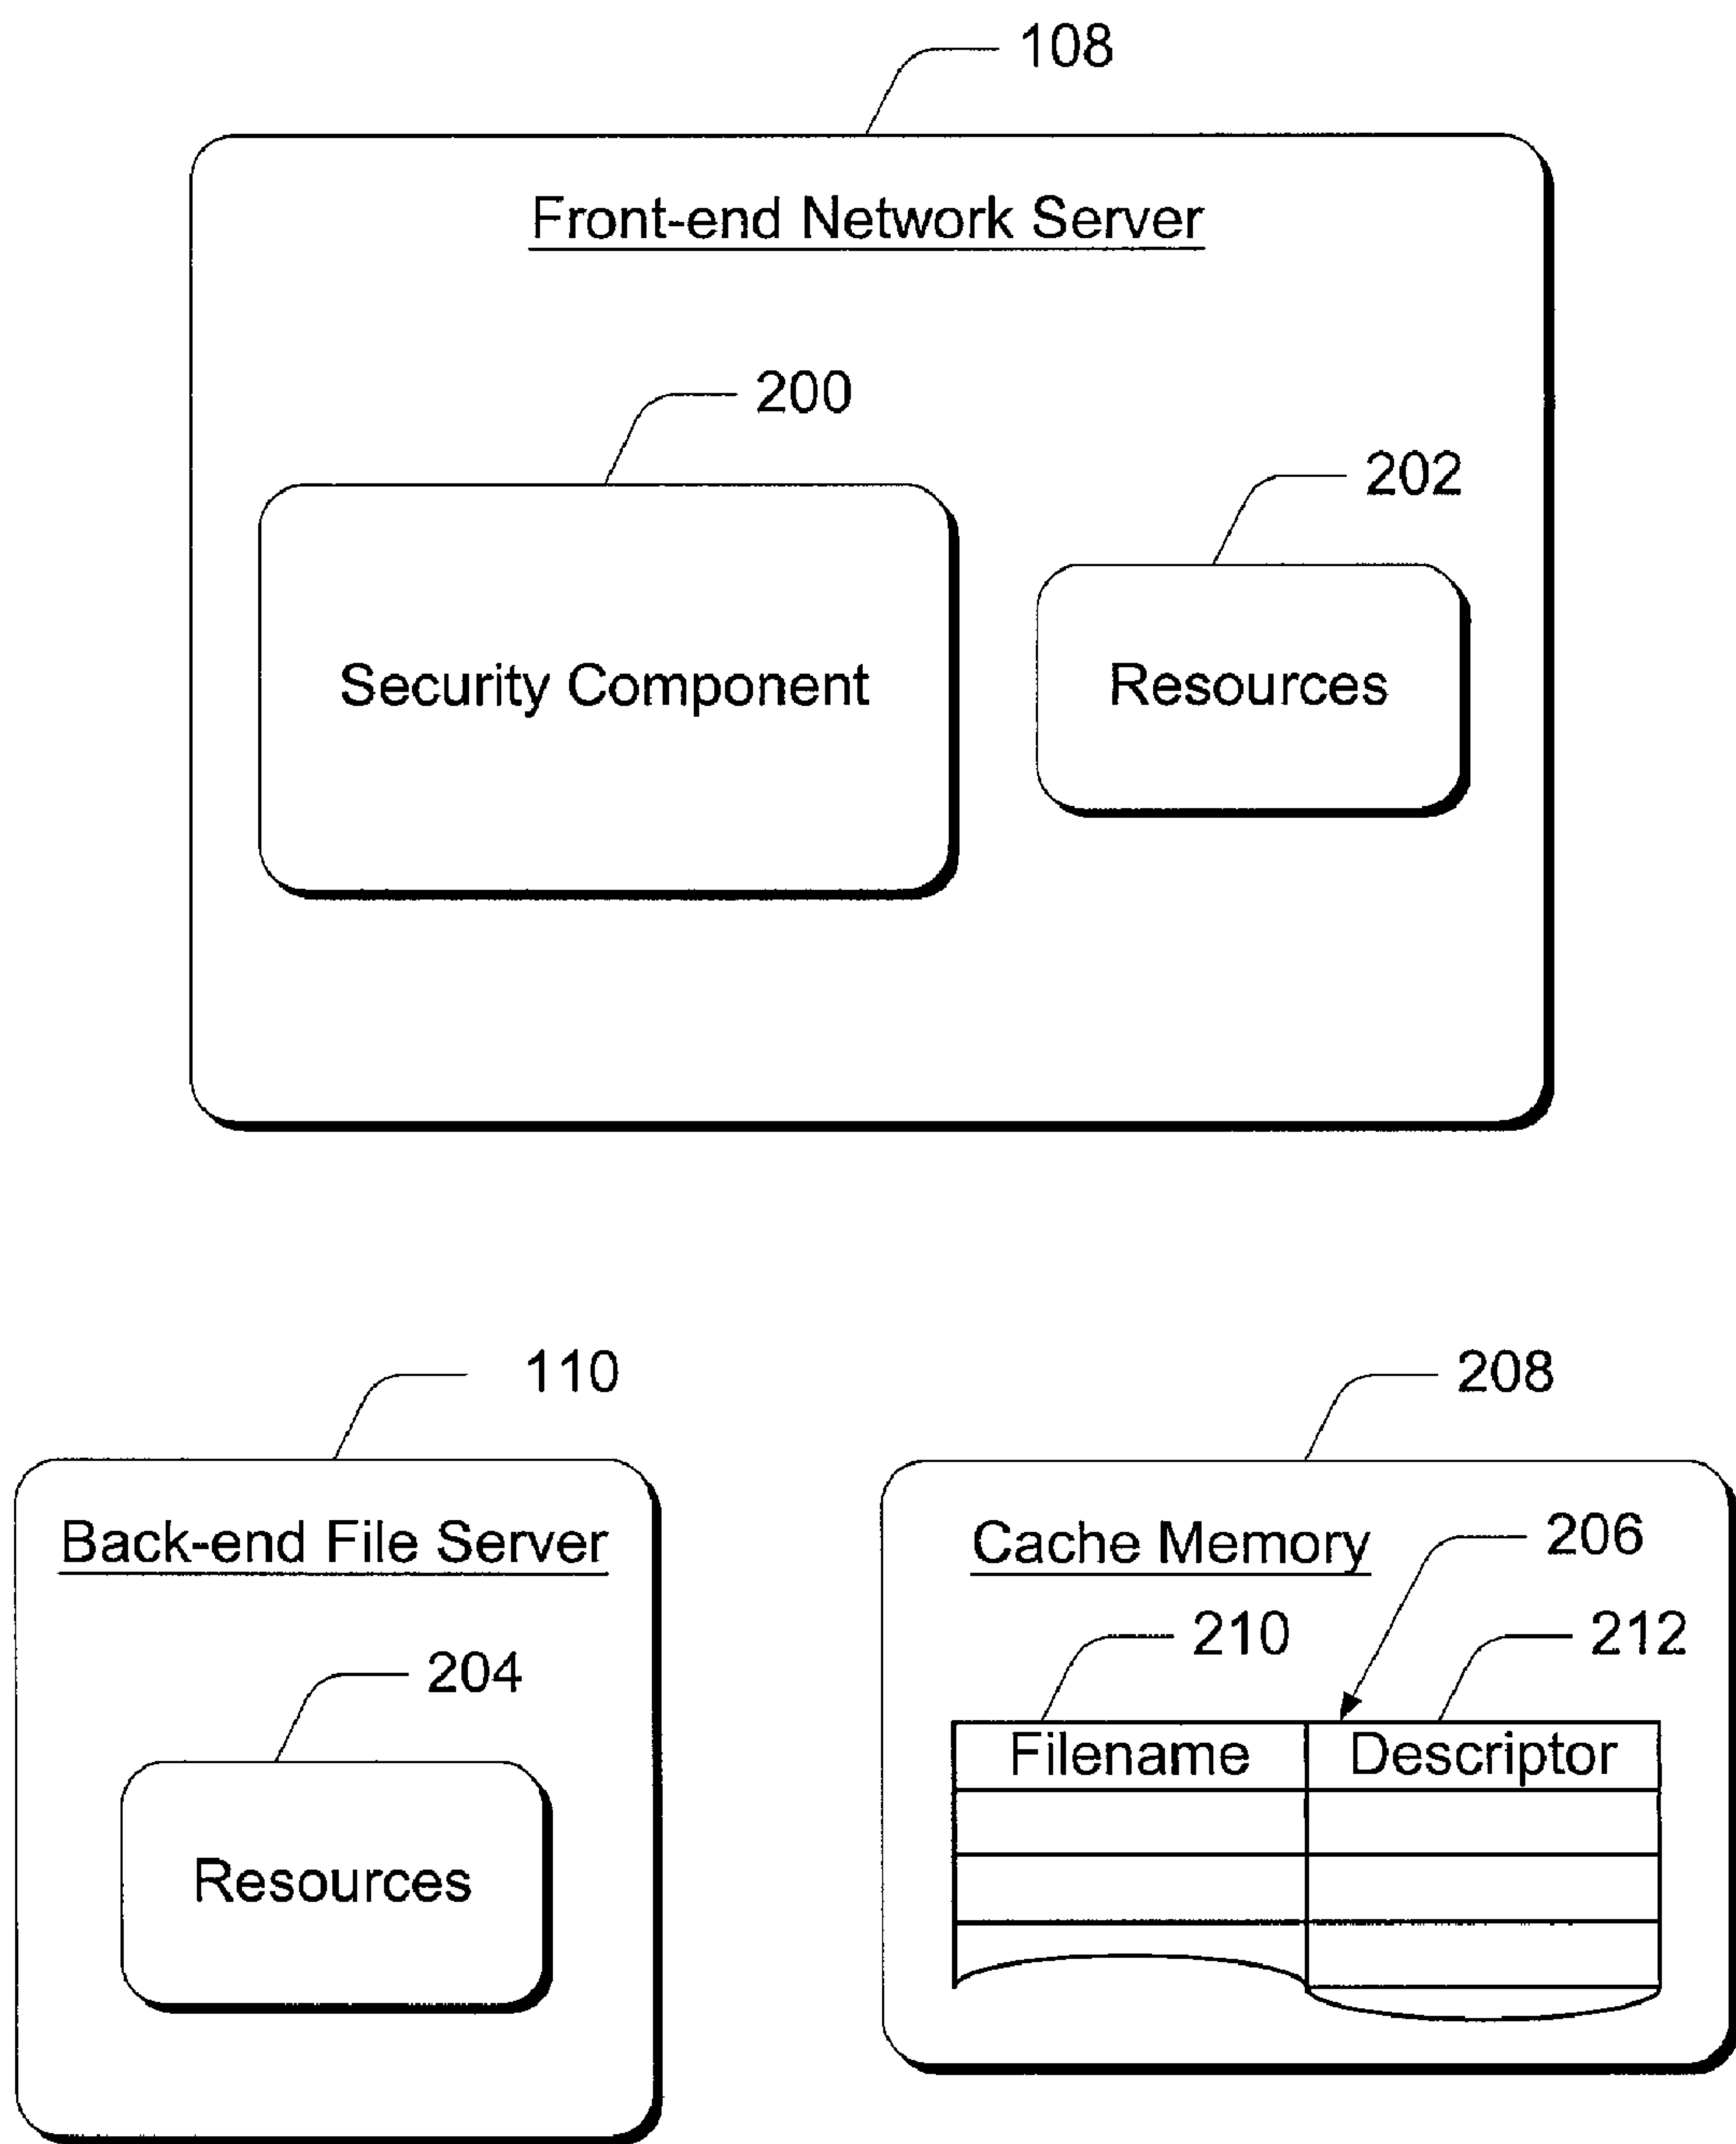 108
Front-end Network Server
200
202
Security Component
Resources
110
208
Back-end File Server
Cache Memory
206
210
212
204
Filename
Descriptor
Resources